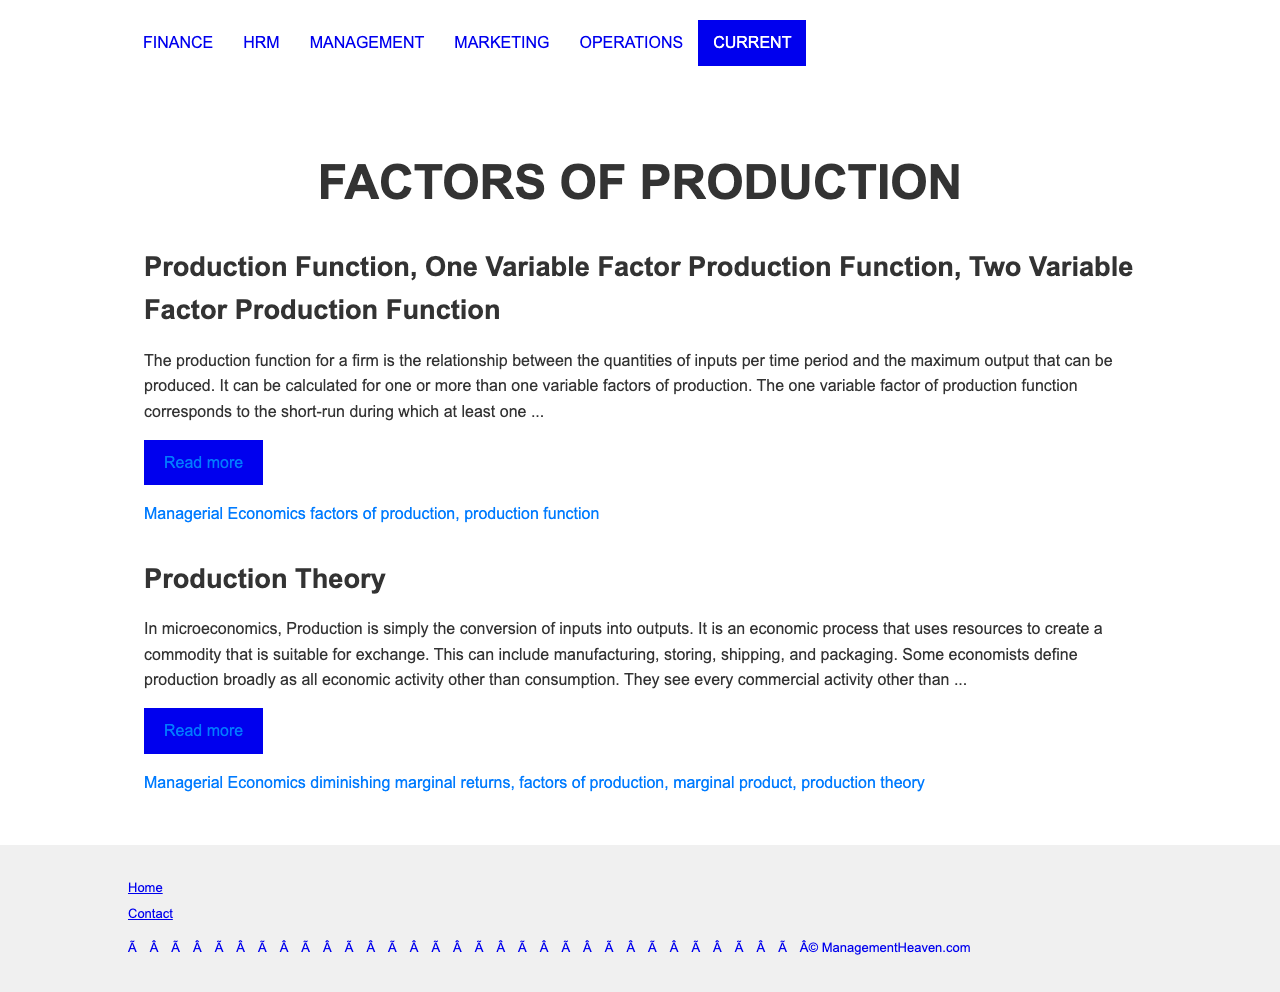 FINANCE HRM MANAGEMENT MARKETING OPERATIONS CURRENT
FACTORS OF PRODUCTION
Production Function, One Variable Factor Production Function, Two Variable
Factor Production Function
The production function for a firm is the relationship between the quantities of inputs per time period and the maximum output that can be
produced. It can be calculated for one or more than one variable factors of production. The one variable factor of production function
corresponds to the short-run during which at least one ...
Read more
Managerial Economics factors of production, production function
Production Theory
In microeconomics, Production is simply the conversion of inputs into outputs. It is an economic process that uses resources to create a
commodity that is suitable for exchange. This can include manufacturing, storing, shipping, and packaging. Some economists define
production broadly as all economic activity other than consumption. They see every commercial activity other than ...
Read more
Managerial Economics diminishing marginal returns, factors of production, marginal product, production theory
Home
Contact
Ã Â Ã Â Ã Â Ã Â Ã Â Ã Â Ã Â Ã Â Ã Â Ã Â Ã Â Ã Â Ã Â Ã Â Ã Â Ã Â© ManagementHeaven.com